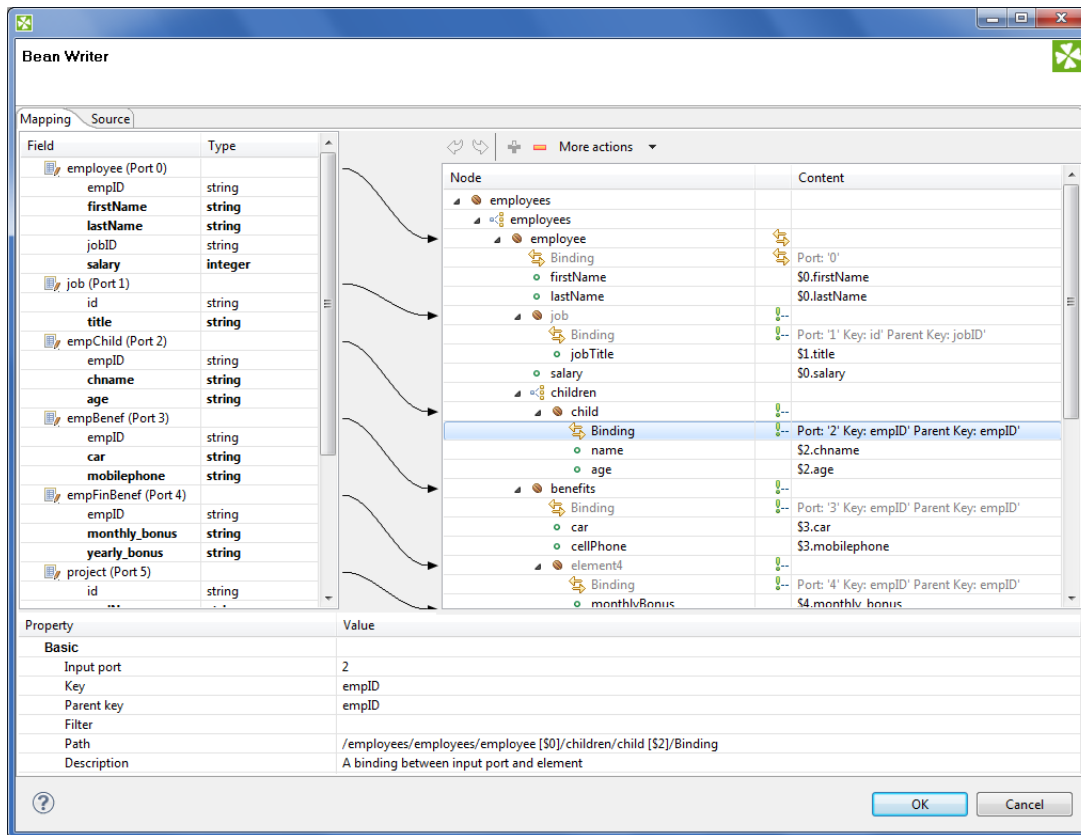 Bean Writer
Mapping Source
Field Type
employee (Port 0)
empID string
firstName string
lastName string
jobID string
salary integer
job (Port 1)
id string
title string
empChild (Port 2)
empID string
chname string
age string
empBenef (Port 3)
empID string
car string
mobilephone string
empFinBenef (Port 4)
empID string
monthly_bonus string
yearly_bonus string
project (Port 5)
id string
More actions
Node Content
employees
employees
employee
Binding Port: '0'
firstName $0.firstName
lastName $0.lastName
job
Binding Port: '1' Key: id' Parent Key: jobID'
jobTitle $1.title
salary $0.salary
children
child
Binding Port: '2' Key: empID' Parent Key: empID'
name $2.chname
age $2.age
benefits
Binding Port: '3' Key: empID' Parent Key: empID'
car $3.car
cellPhone $3.mobilephone
element4
Binding Port: '4' Key: empID' Parent Key: empID'
monthlyBonus $4.monthly_bonus
Property Value
Basic
Input port 2
Key empID
Parent key empID
Filter
Path /employees/employees/employee [$0]/children/child [$2]/Binding
Description A binding between input port and element
? OK Cancel